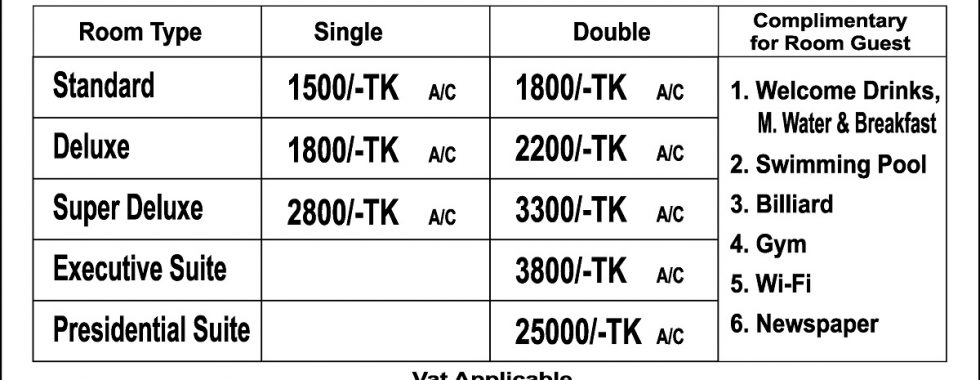 Room Type Single Double Complimentary
for Room Guest
Standard 1500/-TK A/C 1800/-TK A/C
Deluxe 1800/-TK A/C 2200/-TK A/C
Super Deluxe 2800/-TK A/C 3300/-TK A/C
Executive Suite 3800/-TK A/C
Presidential Suite 25000/-TK A/C
1. Welcome Drinks,
M. Water & Breakfast
2. Swimming Pool
3. Billiard
4. Gym
5. Wi-Fi
6. Newspaper
Vat Applicable